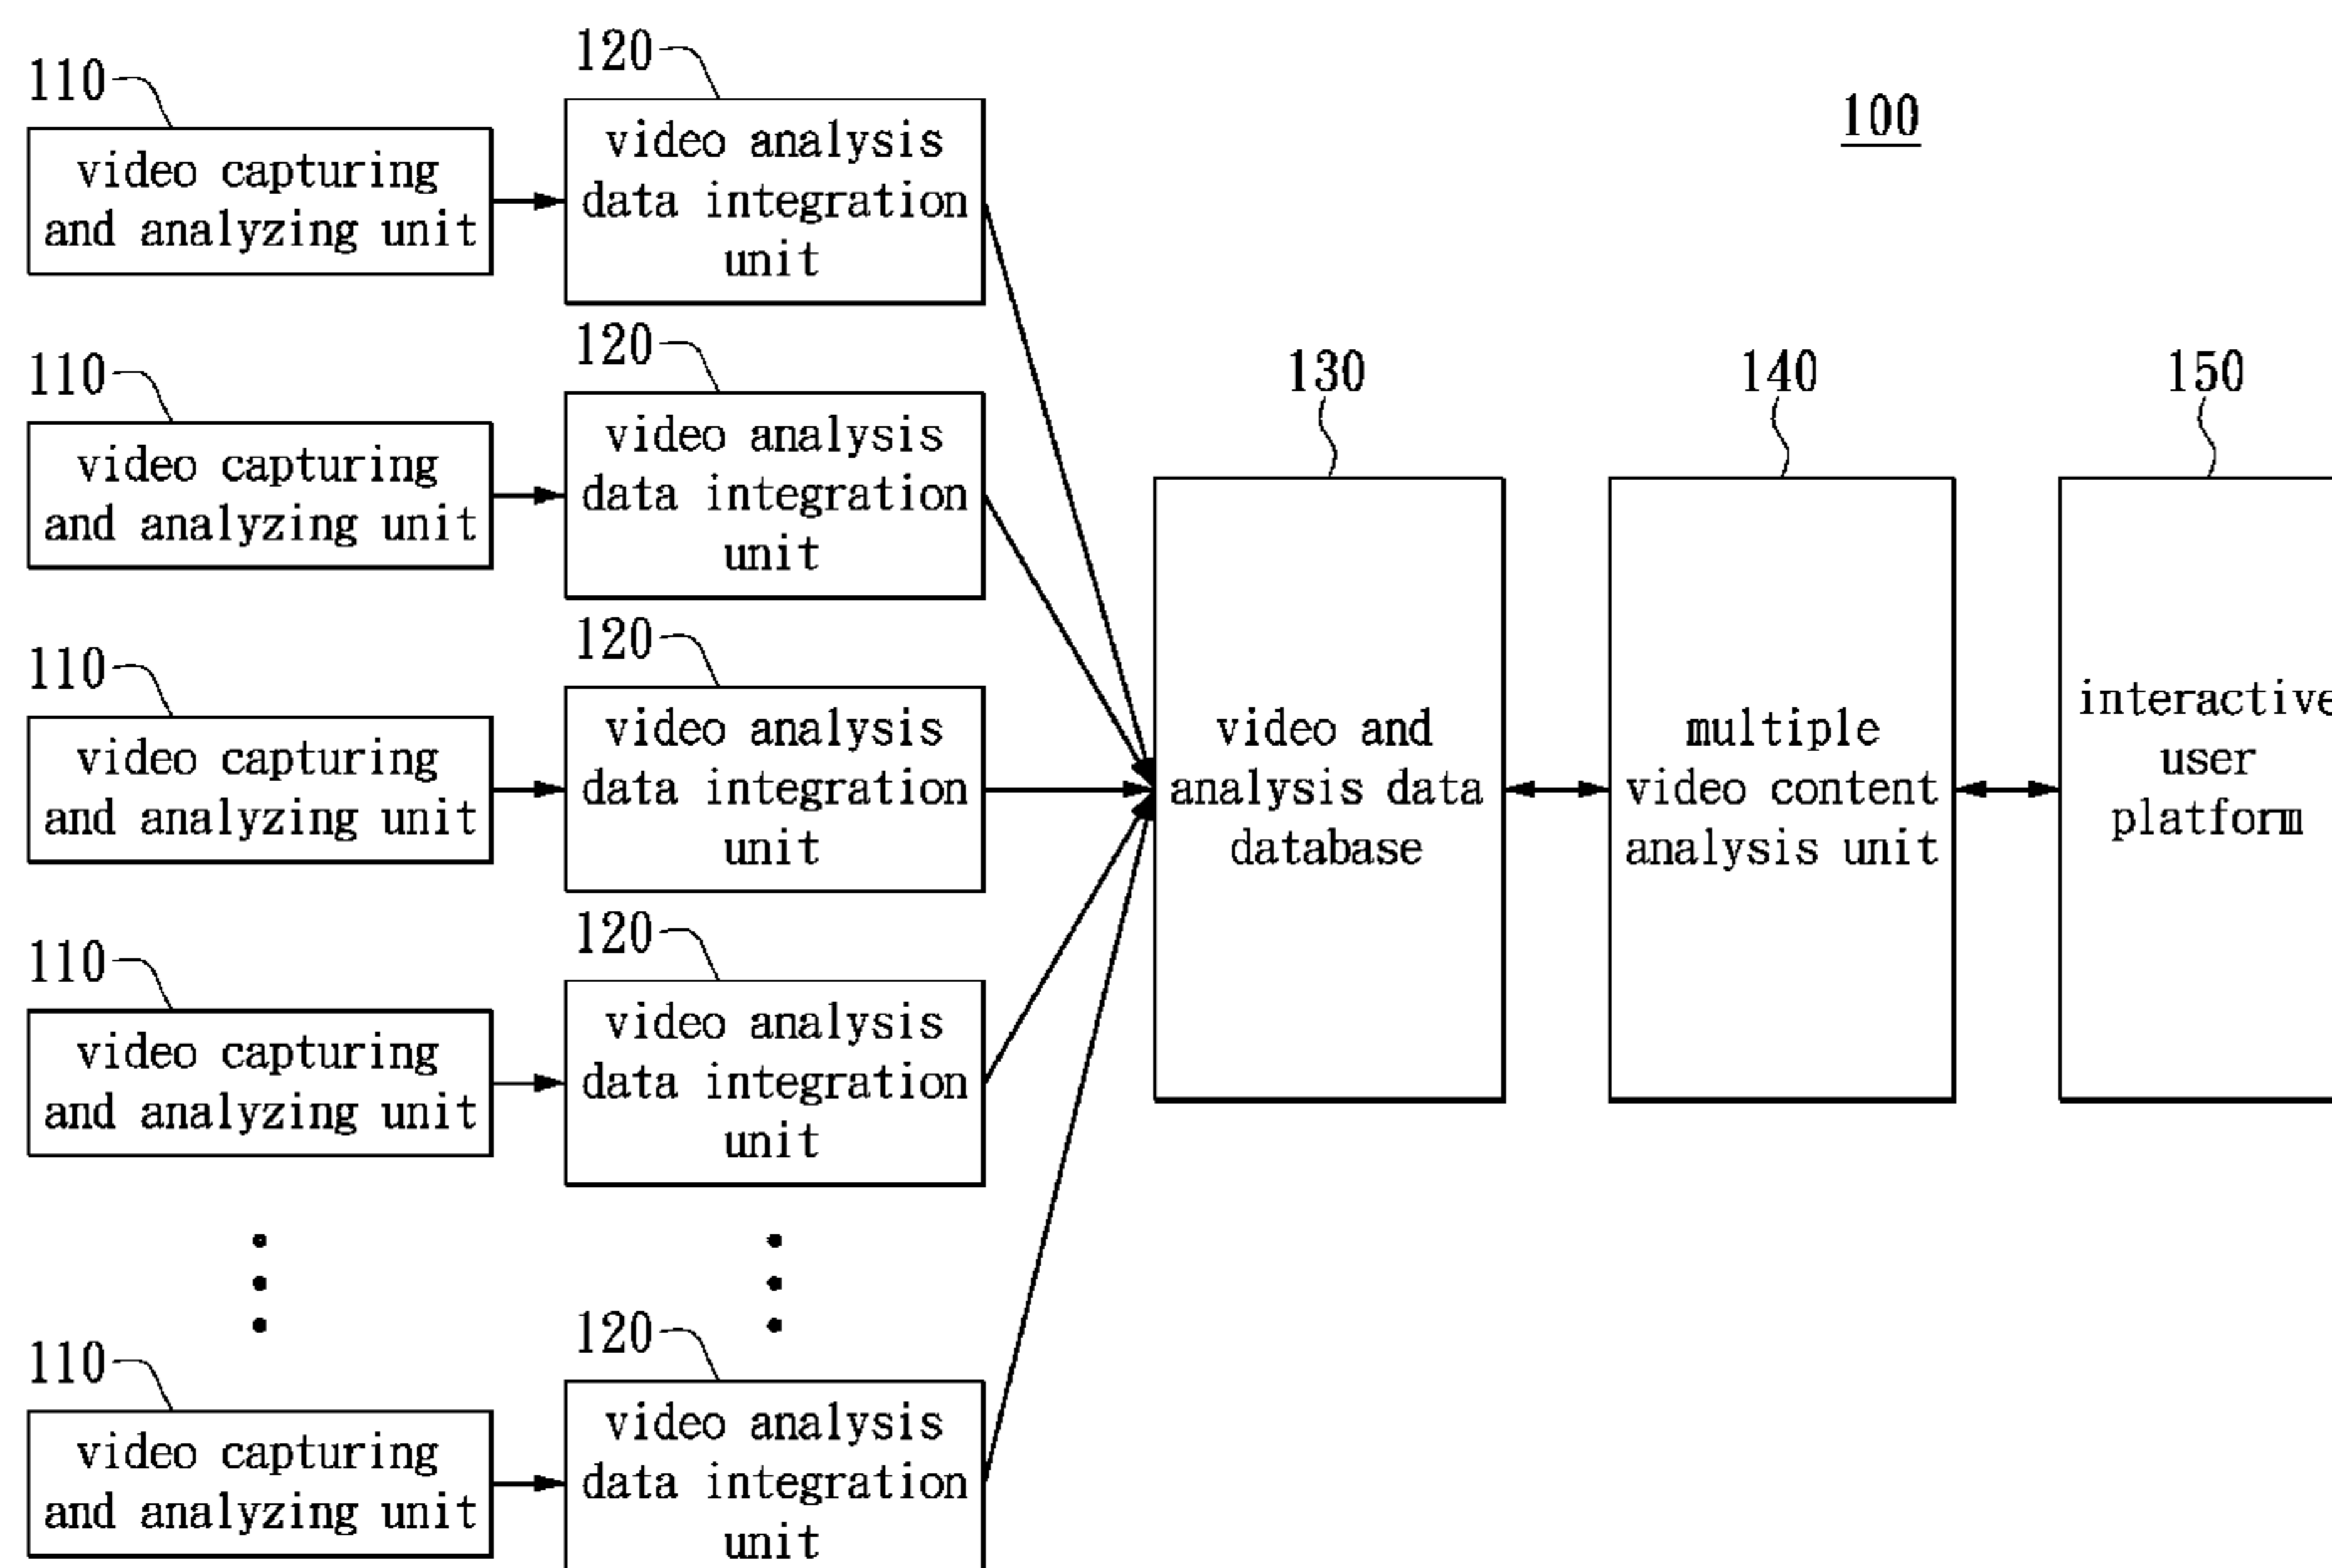 100
110
video capturing
and analyzing unit
120
video analysis
data integration
unit
110
video capturing
and analyzing unit
120
video analysis
data integration
unit
110
video capturing
and analyzing unit
120
video analysis
data integration
unit
110
video capturing
and analyzing unit
120
video analysis
data integration
unit
110
video capturing
and analyzing unit
120
video analysis
data integration
unit
130
video and
analysis data
database
140
multiple
video content
analysis unit
150
interactive
user
platform